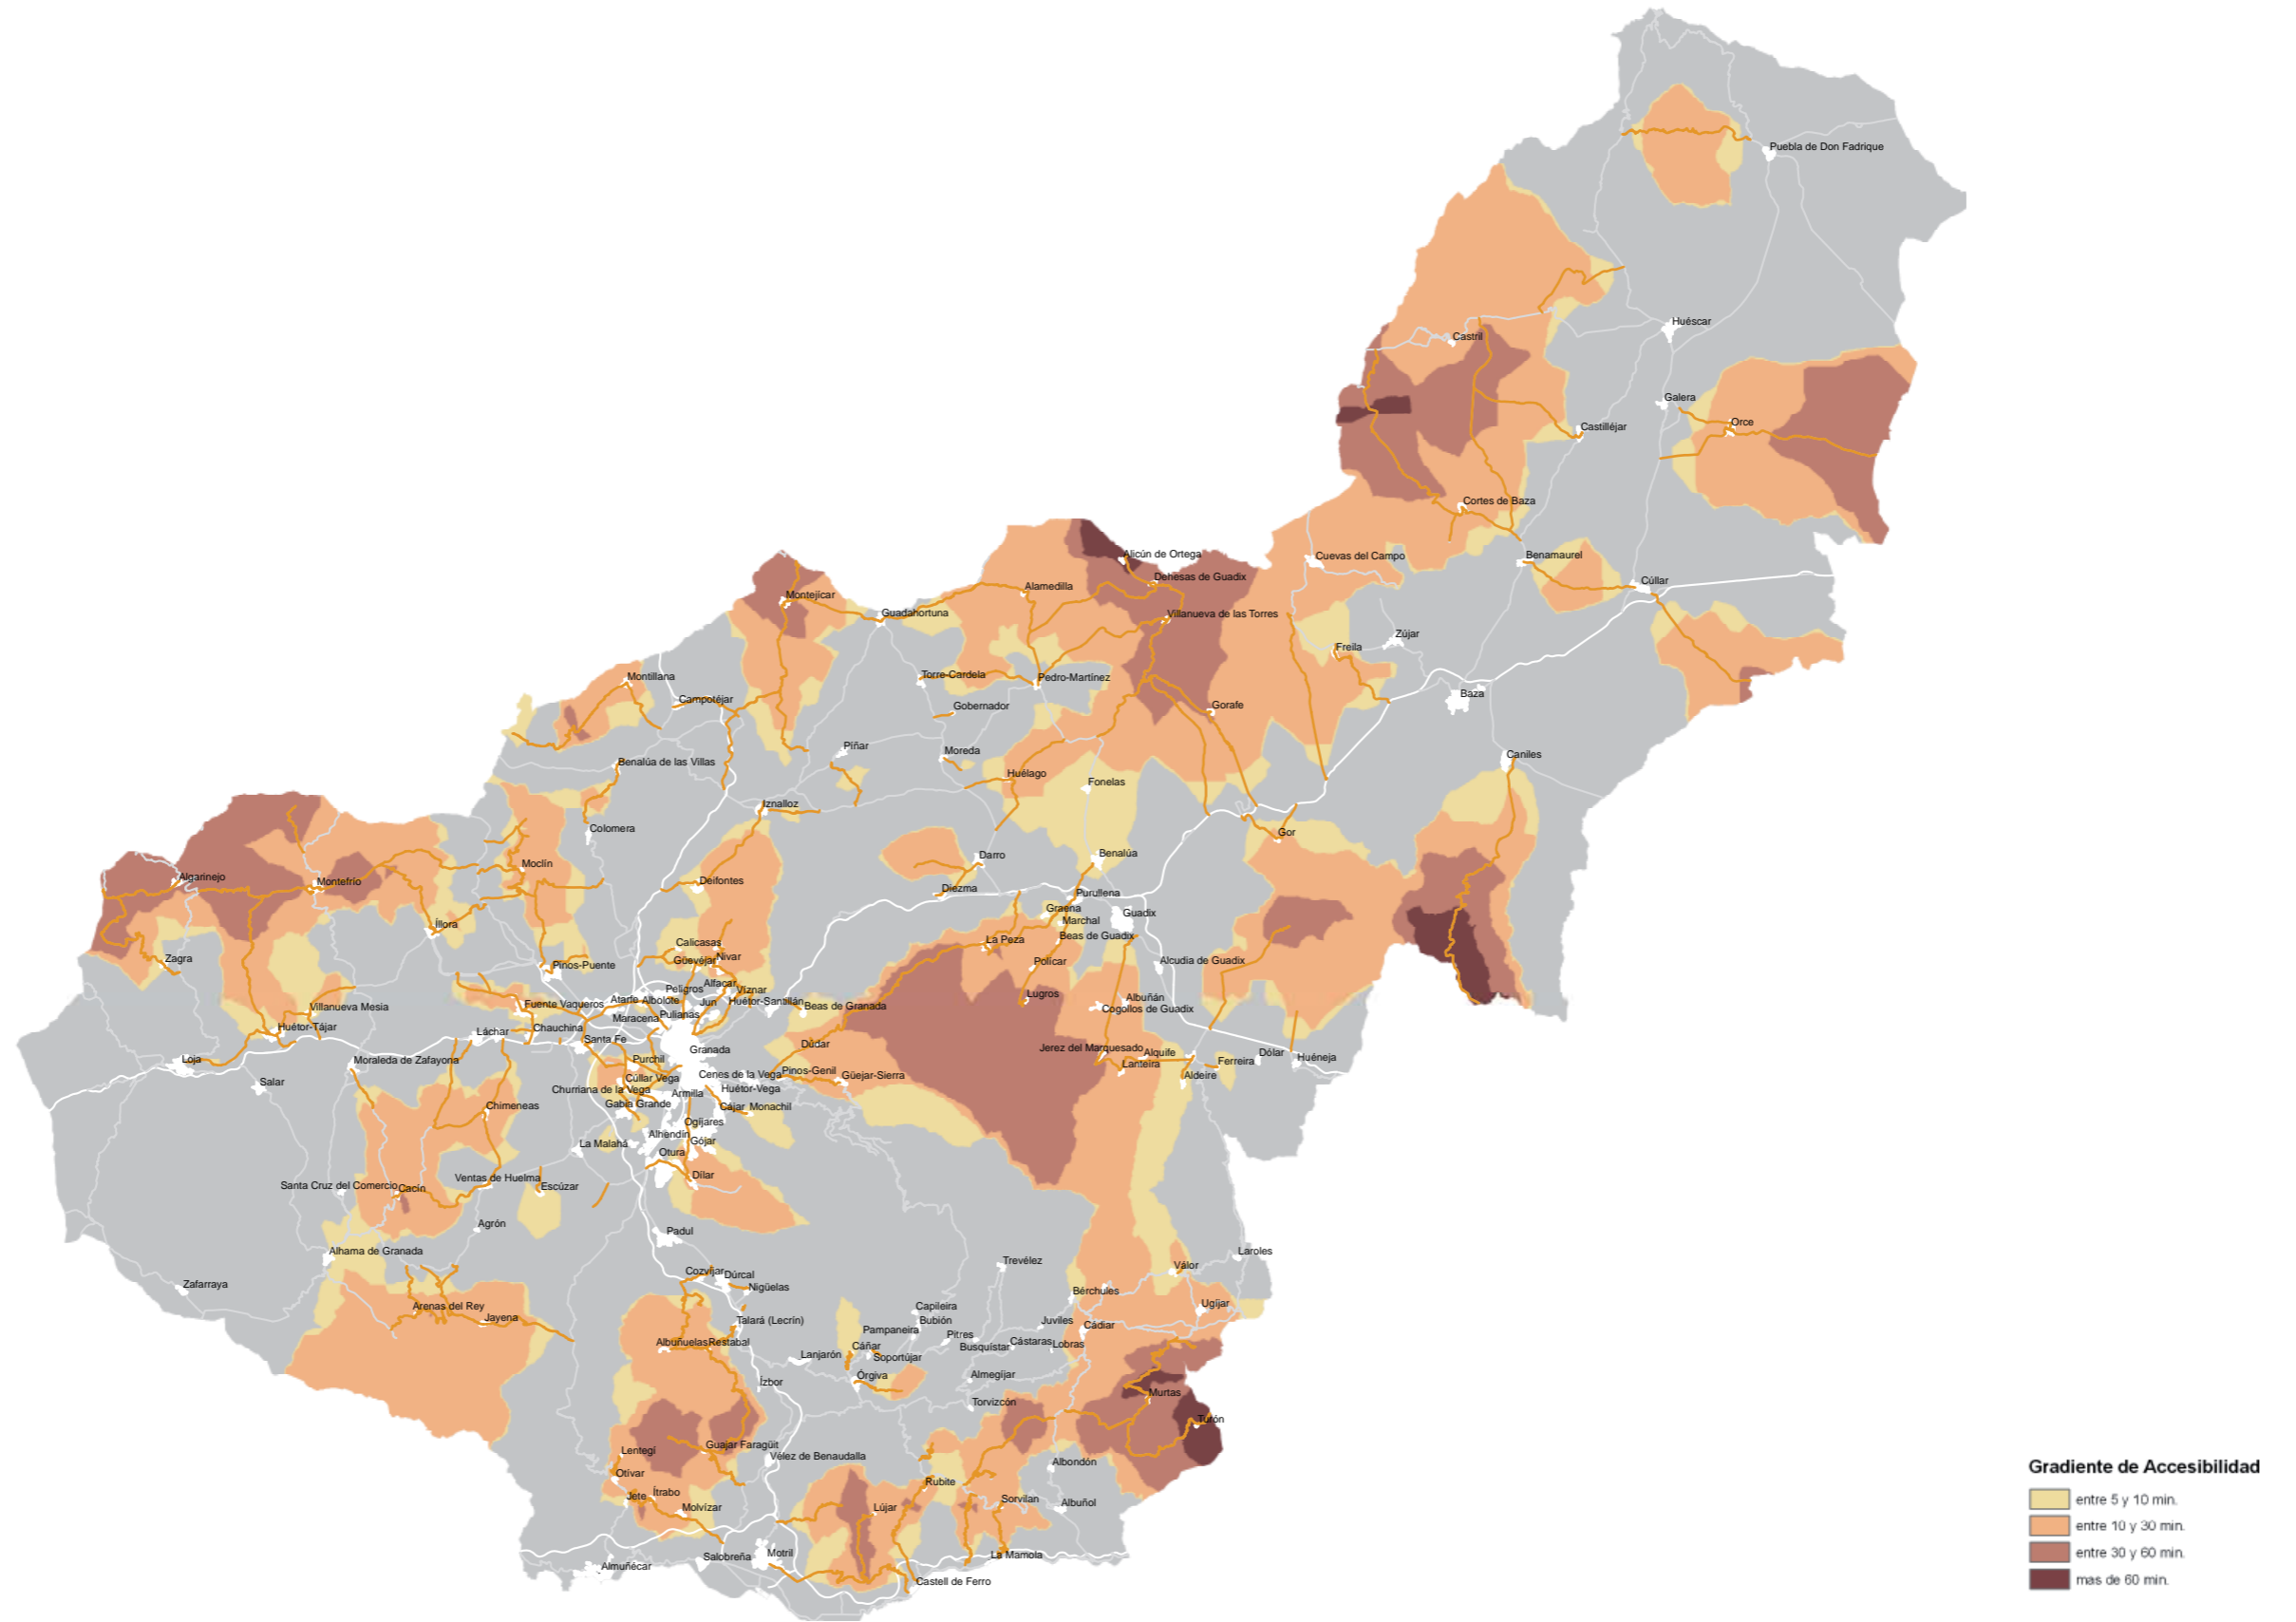 Puebla de Don Fadrique
Huéscar
Castril
Galera
Orce
Castilléjar
Cortes de Baza
Alicún de Ortega
Cuevas del Campo
Benamaurel
Dehesas de Guadix
Cúllar
Alamedilla
Montejícar
Guadahortuna
Villanueva de las Torres
Zújar
Freila
Torre-Cardela
Pedro-Martínez
Montillana
Baza
Campotéjar
Gobernador
Gorafe
Píñar
Moreda
Caniles
Benalúa de las Villas
Huélago
Fonelas
Iznalloz
Colomera
Gor
Darro
Benalúa
Moclín
Algarinejo
Montefrío
Deifontes
Diezma
Purullena
Graena
Guadix
Marchal
Íllora
Beas de Guadix
Calicasas
La Peza
Zagra
Güevéjar
Nívar
Pinos-Puente
Polícar
Alcudia de Guadix
Peligros
Alfacar
Víznar
Lugros
Albuñán
Villanueva Mesia
Fuente Vaqueros
Atarfe
Albolote
Jun
Huétor-Santillán
Beas de Granada
Cogollos de Guadix
Maracena
Pulianas
Huétor-Tájar
Láchar
Chauchina
Santa Fe
Dúdar
Granada
Jerez del Marquesado
Alquife
Loja
Moraleda de Zafayona
Purchil
Ferreira
Dólar
Huéneja
Lanteira
Salar
Cúllar Vega
Cenes de la Vega
Pinos-Genil
Güejar-Sierra
Aldeire
Churriana de la Vega
Armilla
Huétor-Vega
Chimeneas
Gabia Grande
Cájar
Monachil
Ogíjares
La Malahá
Alhendín
Gójar
Otura
Santa Cruz del Comercio
Cacín
Ventas de Huelma
Escúzar
Dílar
Agrón
Padul
Alhama de Granada
Trevélez
Laroles
Zafarraya
Cozvíjar
Dúrcal
Nigüelas
Válor
Bérchules
Arenas del Rey
Jayena
Talará (Lecrín)
Capileira
Bubión
Ugíjar
Pampaneira
Pitres
Juviles
Cádiar
Albuñuelas
Restabal
Cáñar
Soportújar
Busquístar
Cástaras
Lobras
Lanjarón
Órgiva
Almegíjar
Ízbor
Torvizcón
Murtas
Turón
Lentegí
Guajar Faragüit
Vélez de Benaudalla
Albondón
Otívar
Rubite
Jete
Ítrabo
Molvízar
Lújar
Sorvilan
Albuñol
Almuñécar
Salobreña
Motril
La Mamola
Castell de Ferro
Gradiente de Accesibilidad
entre 5 y 10 min.
entre 10 y 30 min.
entre 30 y 60 min.
mas de 60 min.